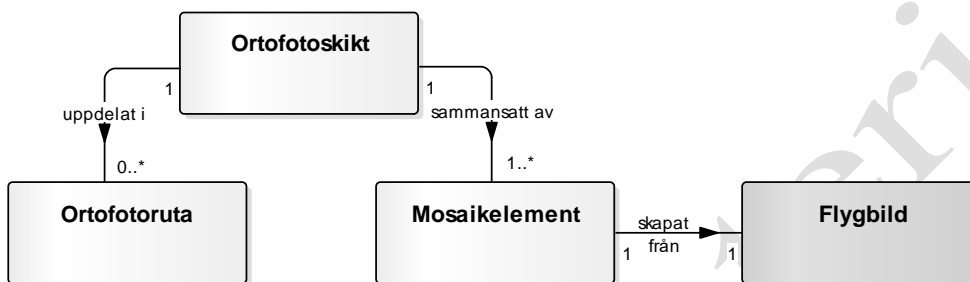 Ortofotoskikt
1
1
uppdelat i
sammansatt av
0..*
1..*
Ortofotoruta
Mosaikelement
Flygbild
skapat
från
1
1